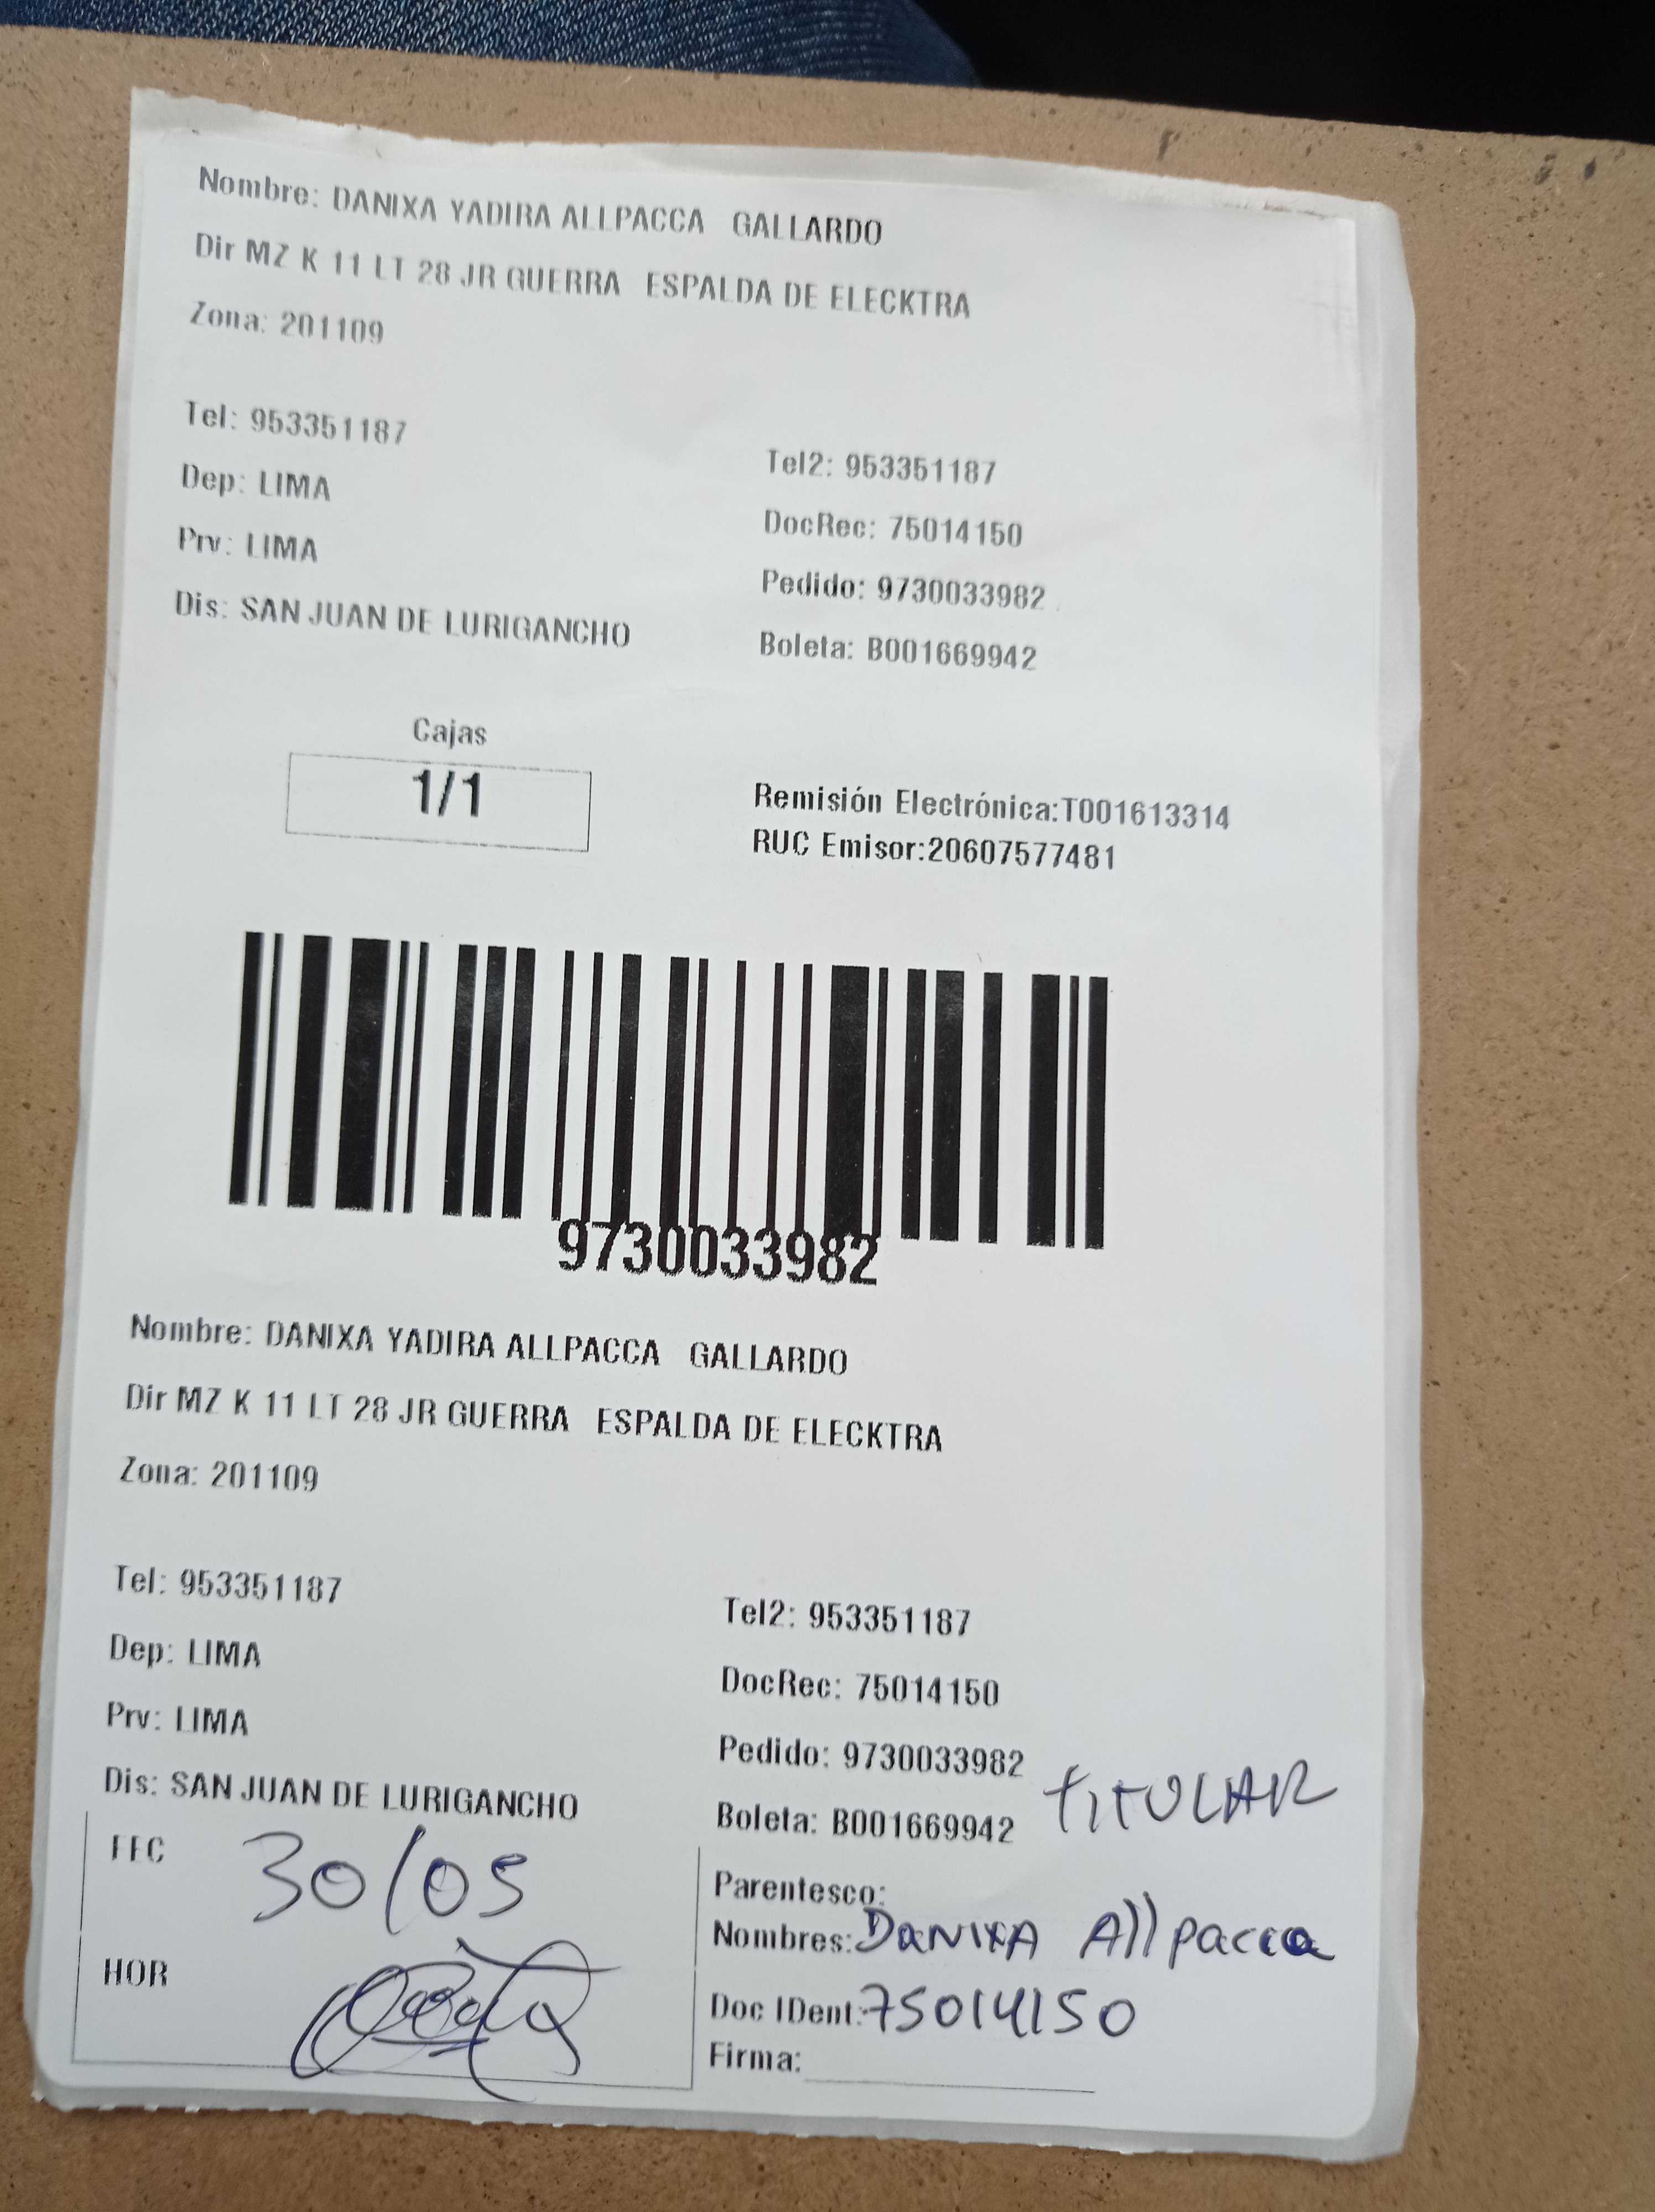 Nombre: DANIXA YADIRA ALLPACCA GALLARDO
Dir MZ K 11 LT 28 JR GUERRA ESPALDA DE ELECKTRA
Zona: 201109
Tel: 953351187
Tel2: 953351187
Dep: LIMA
DocRec: 75014150
Prv: LIMA
Pedido: 9730033982
Dis: SAN JUAN DE LURIGANCHO
Boleta: B001669942
Cajas
1/1
Remisión Electrónica:T001613314
RUC Emisor:20607577481
9730033982
Nombre: DANIXA YADIRA ALLPACCA GALLARDO
Dir MZ K 11 LT 28 JR GUERRA ESPALDA DE ELECKTRA
Zona: 201109
Tel: 953351187
Tel2: 953351187
Dep: LIMA
DocRec: 75014150
Prv: LIMA
Pedido: 9730033982
Dis: SAN JUAN DE LURIGANCHO
Boleta: B001669942
TITULAR
FEC 30/05
HOR
Parentesco:
Nombres: DANIXA Allpacca
Doc IDent: 75014150
Firma: